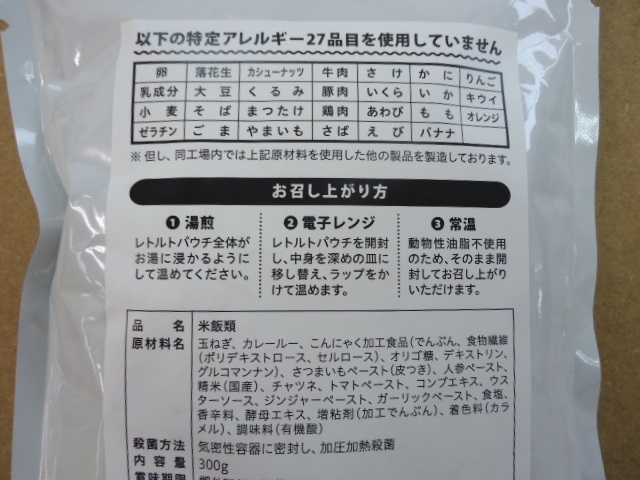 以下の特定アレルギー27品目を使用していません
卵 落花生 カシューナッツ 牛肉 さけ かに りんご
乳成分 大豆 くるみ 豚肉 いくら いか キウイ
小麦 そば まつたけ 鶏肉 あわび もも オレンジ
ゼラチン ごま やまいも さば えび バナナ
※但し、同工場内では上記原材料を使用した他の製品を製造しております。
お召し上がり方
❶湯煎
レトルトパウチ全体が
お湯に浸かるように
して温めてください。
❷電子レンジ
レトルトパウチを開封
し、中身を深めの皿に
移し替え、ラップをか
けて温めます。
❸常温
動物性油脂不使用
のため、そのまま開
封してお召し上がり
いただけます。
品名 米飯類
原材料名 玉ねぎ、カレールー、こんにゃく加工食品(でんぷん、食物繊維
(ポリデキストロース、セルロース)、オリゴ糖、デキストリン、
グルコマンナン)、さつまいもペースト(皮つき)、人参ペースト、
精米(国産)、チャツネ、トマトペースト、コンブエキス、ウス
ターソース、ジンジャーペースト、ガーリックペースト、食塩、
香辛料、酵母エキス、増粘剤(加工でんぷん)、着色料(カラ
メル)、調味料(有機酸)
殺菌方法 気密性容器に密封し、加圧加熱殺菌
内容量 300g
賞味期限